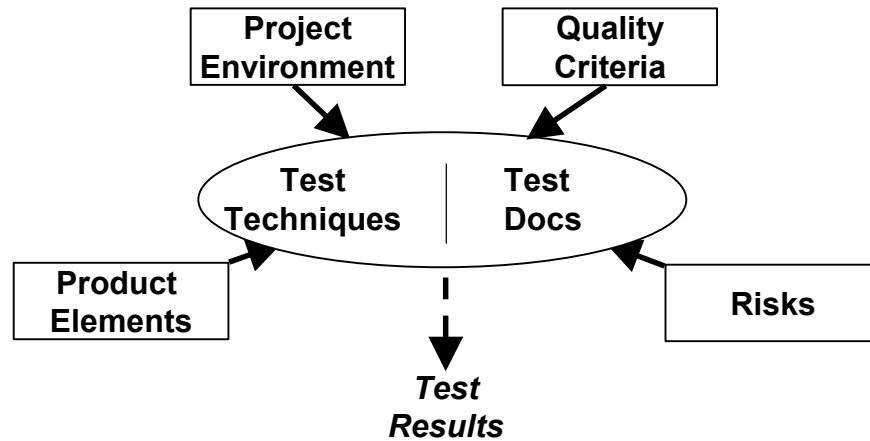 Project
Environment
Quality
Criteria
Test
Techniques
Test
Docs
Product
Elements
Risks
Test
Results